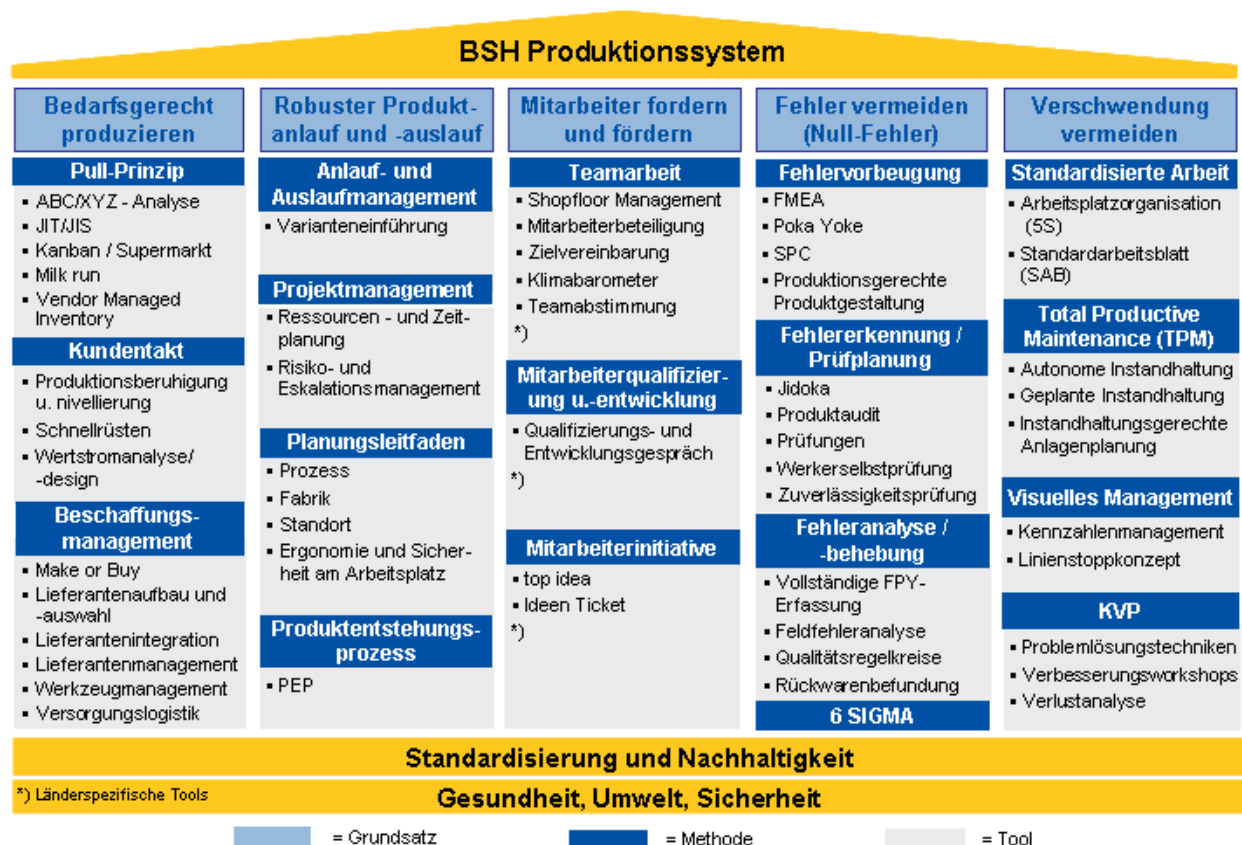 BSH Produktionssystem
Bedarfsgerecht
produzieren
Pull-Prinzip
▪ ABC/XYZ - Analyse
▪ JIT/JIS
▪ Kanban / Supermarkt
▪ Milk run
▪ Vendor Managed
Inventory
Kundentakt
▪ Produktionsberuhigung
u. nivellierung
▪ Schnellrüsten
▪ Wertstromanalyse/
-design
Beschaffungs-
management
▪ Make or Buy
▪ Lieferantenaufbau und
-auswahl
▪ Lieferantenintegration
▪ Lieferantenmanagement
▪ Werkzeugmanagement
▪ Versorgungslogistik
Robuster Produkt-
anlauf und -auslauf
Anlauf- und
Auslaufmanagement
▪ Varianteneinführung
Projektmanagement
▪ Ressourcen - und Zeit-
planung
▪ Risiko- und
Eskalationsmanagement
Planungsleitfaden
▪ Prozess
▪ Fabrik
▪ Standort
▪ Ergonomie und Sicher-
heit am Arbeitsplatz
Produktentstehungs-
prozess
▪ PEP
Mitarbeiter fordern
und fördern
Teamarbeit
▪ Shopfloor Management
▪ Mitarbeiterbeteiligung
▪ Zielvereinbarung
▪ Klimabarometer
▪ Teamabstimmung
*)
Mitarbeiterqualifizier-
ung u.-entwicklung
▪ Qualifizierungs- und
Entwicklungsgespräch
*)
Mitarbeiterinitiative
▪ top idea
▪ Ideen Ticket
*)
Fehler vermeiden
(Null-Fehler)
Fehlervorbeugung
▪ FMEA
▪ Poka Yoke
▪ SPC
▪ Produktionsgerechte
Produktgestaltung
Fehlererkennung /
Prüfplanung
▪ Jidoka
▪ Produktaudit
▪ Prüfungen
▪ Werkerselbstprüfung
▪ Zuverlässigkeitsprüfung
Fehleranalyse /
-behebung
▪ Vollständige FPY-
Erfassung
▪ Feldfehleranalyse
▪ Qualitätsregelkreise
▪ Rückwarenbefundung
6 SIGMA
Verschwendung
vermeiden
Standardisierte Arbeit
▪ Arbeitsplatzorganisation
(5S)
▪ Standardarbeitsblatt
(SAB)
Total Productive
Maintenance (TPM)
▪ Autonome Instandhaltung
▪ Geplante Instandhaltung
▪ Instandhaltungsgerechte
Anlagenplanung
Visuelles Management
▪ Kennzahlenmanagement
▪ Linienstoppkonzept
KVP
▪ Problemlösungstechniken
▪ Verbesserungsworkshops
▪ Verlustanalyse
Standardisierung und Nachhaltigkeit
*) Länderspezifische Tools
Gesundheit, Umwelt, Sicherheit
= Grundsatz
= Methode
= Tool